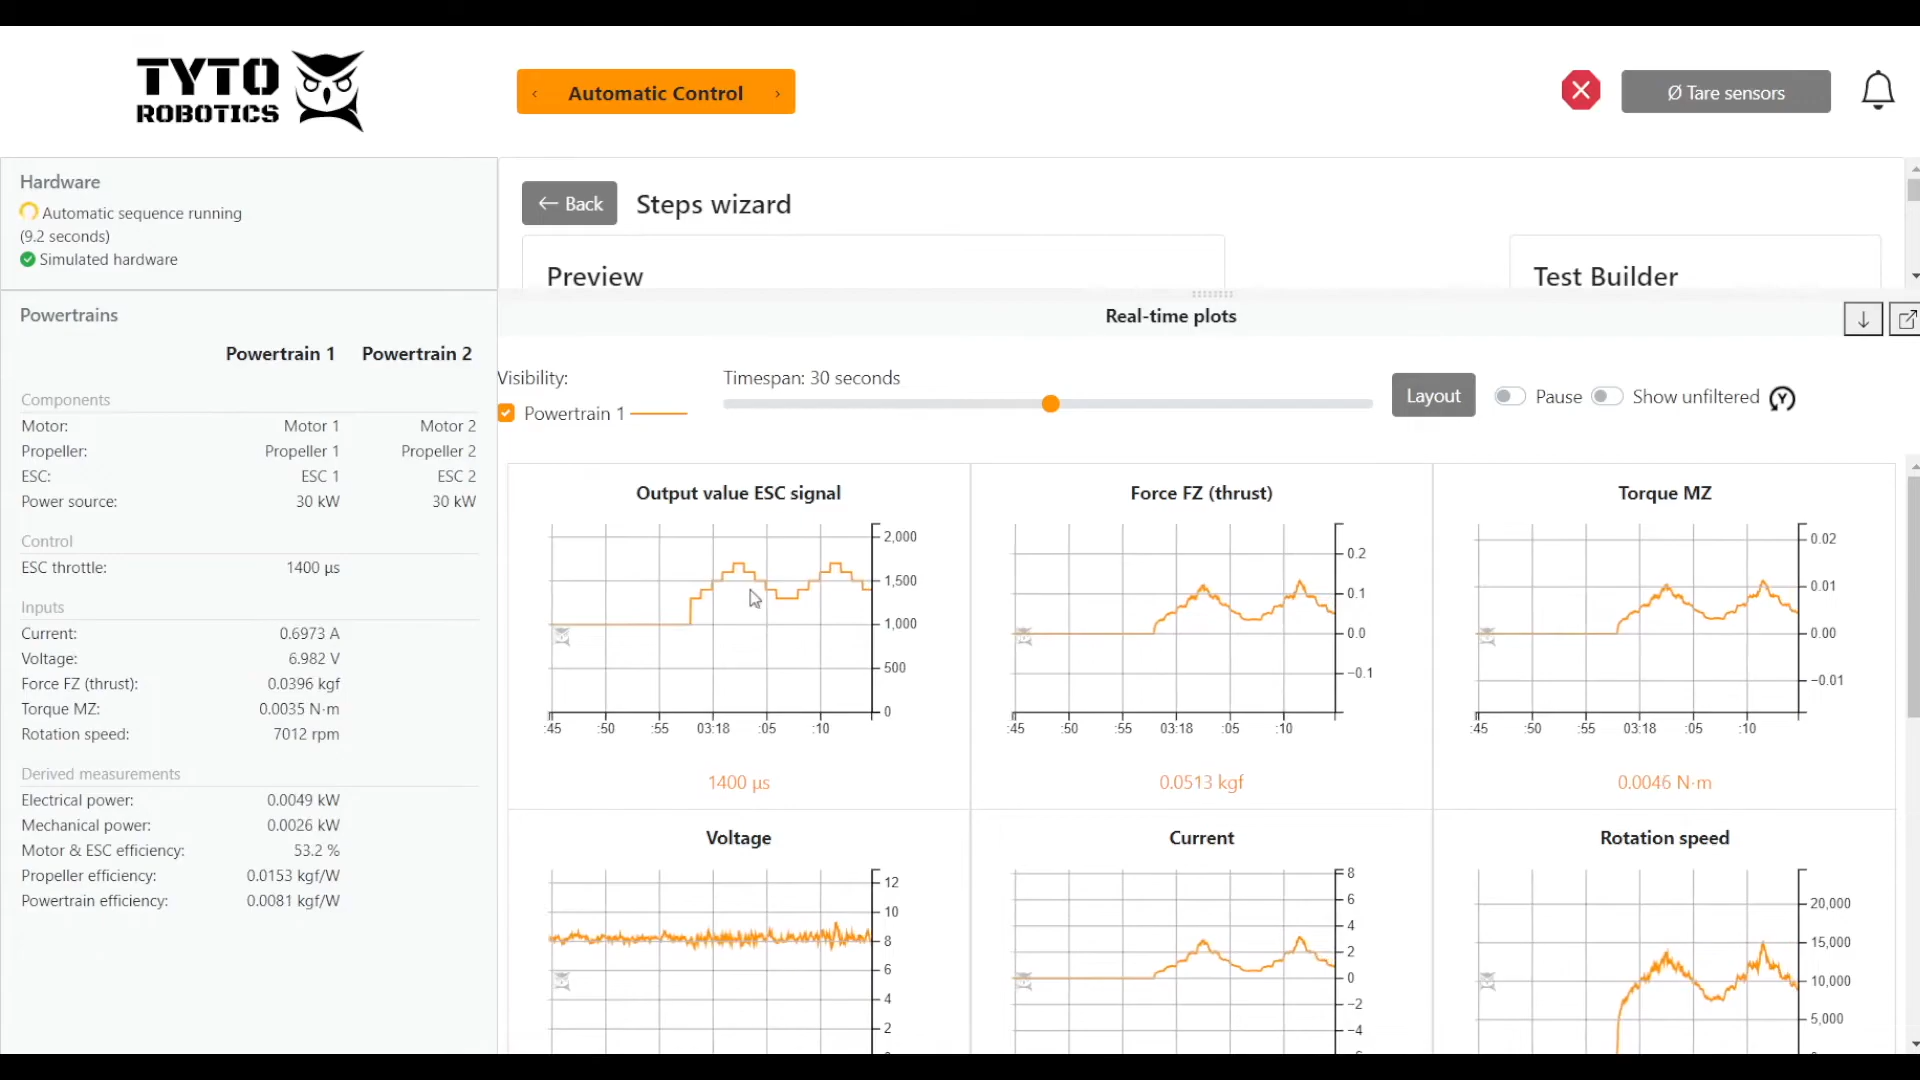 TYTO
ROBOTICS
‹ Automatic Control ›
Ø Tare sensors
Hardware
Automatic sequence running
(9.2 seconds)
Simulated hardware
← Back
Steps wizard
Preview
Test Builder
Powertrains
Powertrain 1 Powertrain 2
Components
Motor: Motor 1 Motor 2
Propeller: Propeller 1 Propeller 2
ESC: ESC 1 ESC 2
Power source: 30 kW 30 kW
Control
ESC throttle: 1400 µs
Inputs
Current: 0.6973 A
Voltage: 6.982 V
Force FZ (thrust): 0.0396 kgf
Torque MZ: 0.0035 N·m
Rotation speed: 7012 rpm
Derived measurements
Electrical power: 0.0049 kW
Mechanical power: 0.0026 kW
Motor & ESC efficiency: 53.2 %
Propeller efficiency: 0.0153 kgf/W
Powertrain efficiency: 0.0081 kgf/W
Real-time plots
Visibility:
Powertrain 1
Timespan: 30 seconds
Layout
Pause
Show unfiltered
Output value ESC signal
2,000
1,500
1,000
500
0
:45 :50 :55 03:18 :05 :10
1400 µs
Force FZ (thrust)
0.2
0.1
0.0
−0.1
:45 :50 :55 03:18 :05 :10
0.0513 kgf
Torque MZ
0.02
0.01
0.00
−0.01
:45 :50 :55 03:18 :05 :10
0.0046 N·m
Voltage
12
10
8
6
4
2
Current
8
6
4
2
0
−2
−4
Rotation speed
20,000
15,000
10,000
5,000